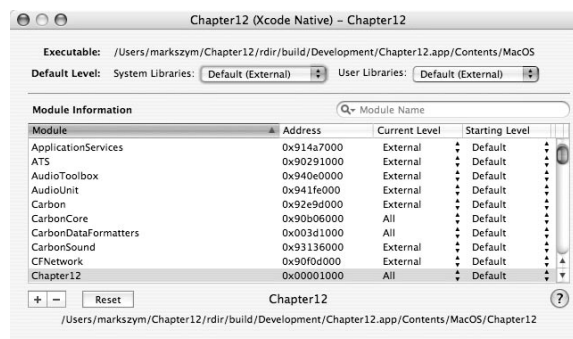 Chapter12 (Xcode Native) – Chapter12
Executable: /Users/markszym/Chapter12/rdir/build/Development/Chapter12.app/Contents/MacOS
Default Level: System Libraries: Default (External) User Libraries: Default (External)
Module Information Module Name
Module Address Current Level Starting Level
ApplicationServices 0x914a7000 External Default
ATS 0x90291000 External Default
AudioToolbox 0x940e0000 External Default
AudioUnit 0x941fe000 External Default
Carbon 0x92e9d000 External Default
CarbonCore 0x90b06000 All Default
CarbonDataFormatters 0x003d1000 All Default
CarbonSound 0x93136000 External Default
CFNetwork 0x90f0d000 External Default
Chapter12 0x00001000 All Default
+ − Reset Chapter12 ?
/Users/markszym/Chapter12/rdir/build/Development/Chapter12.app/Contents/MacOS/Chapter12